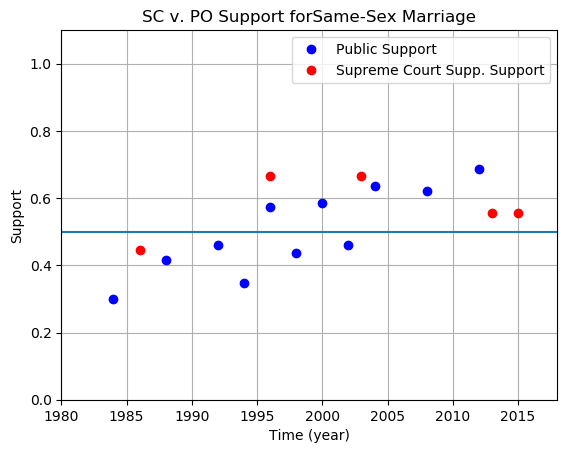 SC v. PO Support forSame-Sex Marriage
Public Support
Supreme Court Supp. Support
Support
1.0
0.8
0.6
0.4
0.2
0.0
1980 1985 1990 1995 2000 2005 2010 2015
Time (year)